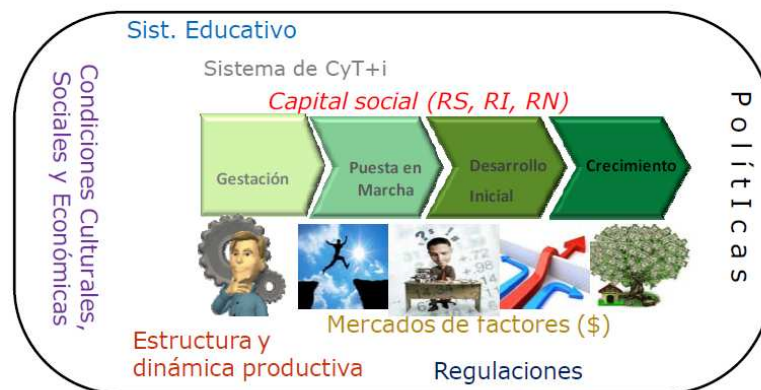 Sist. Educativo
Sistema de CyT+i
Capital social (RS, RI, RN)
Condiciones Culturales,
Sociales y Económicas
Gestación
Puesta en
Marcha
Desarrollo
Inicial
Crecimiento
PolítIcas
Mercados de factores ($)
Estructura y
dinámica productiva
Regulaciones